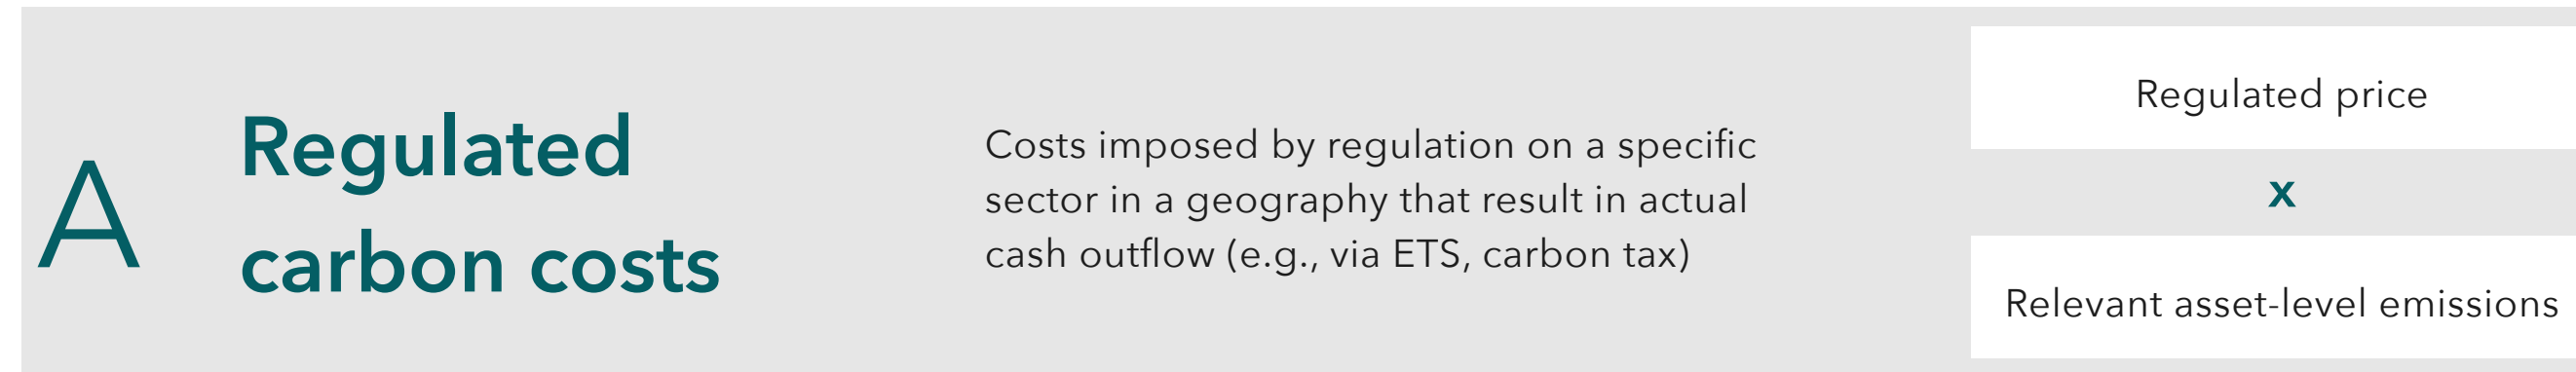 A
Regulated
carbon costs
Costs imposed by regulation on a specific
sector in a geography that result in actual
cash outflow (e.g., via ETS, carbon tax)
Regulated price
x
Relevant asset-level emissions